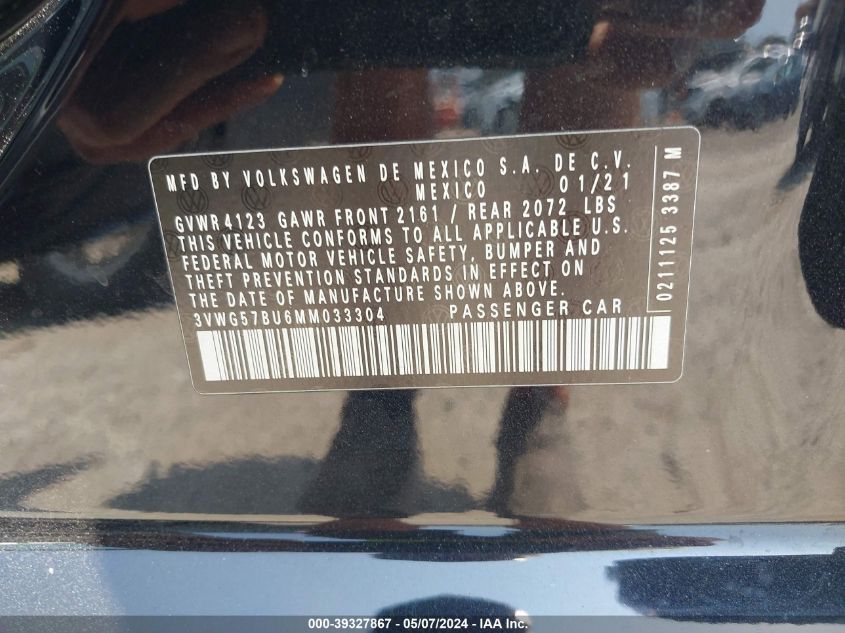 MFD BY VOLKSWAGEN DE MEXICO S.A. DE C.V.
MEXICO 01/21
GVWR4123 GAWR FRONT 2161 / REAR 2072 LBS
THIS VEHICLE CONFORMS TO ALL APPLICABLE U.S.
FEDERAL MOTOR VEHICLE SAFETY, BUMPER AND
THEFT PREVENTION STANDARDS IN EFFECT ON
THE DATE OF MANUFACTURE SHOWN ABOVE.
3VWG57BU6MM033304 PASSENGER CAR
0211125 3387 M
000-39327867 - 05/07/2024 - IAA Inc.